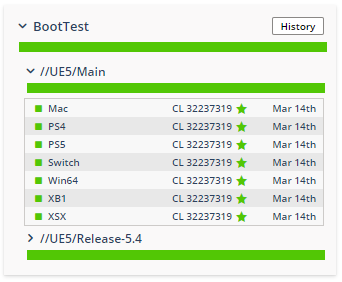 BootTest History
//UE5/Main
Mac CL 32237319 Mar 14th
PS4 CL 32237319 Mar 14th
PS5 CL 32237319 Mar 14th
Switch CL 32237319 Mar 14th
Win64 CL 32237319 Mar 14th
XB1 CL 32237319 Mar 14th
XSX CL 32237319 Mar 14th
//UE5/Release-5.4